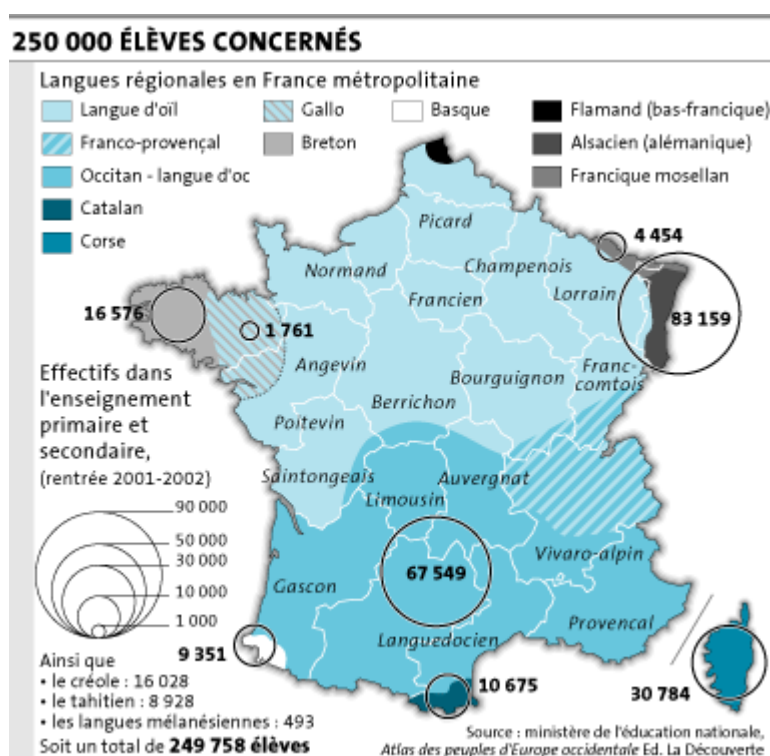 250 000 ÉLÈVES CONCERNÉS
Langues régionales en France métropolitaine
Langue d'oïl
Franco-provençal
Occitan - langue d'oc
Catalan
Corse
Gallo
Breton
Basque
Flamand (bas-francique)
Alsacien (alémanique)
Francique mosellan
Picard
4 454
Normand
Champenois
Francien
Lorrain
16 576
1 761
83 159
Angevin
Franc-
comtois
Bourguignon
Berrichon
Poitevin
Saintongeais
Auvergnat
Limousin
Vivaro-alpin
67 549
Gascon
Provencal
Languedocien
9 351
10 675
30 784
Effectifs dans
l'enseignement
primaire et
secondaire,
(rentrée 2001-2002)
90 000
50 000
30 000
10 000
1 000
Ainsi que
• le créole : 16 028
• le tahitien : 8 928
• les langues mélanésiennes : 493
Soit un total de 249 758 élèves
Source : ministère de l'éducation nationale,
Atlas des peuples d'Europe occidentale Ed. La Découverte